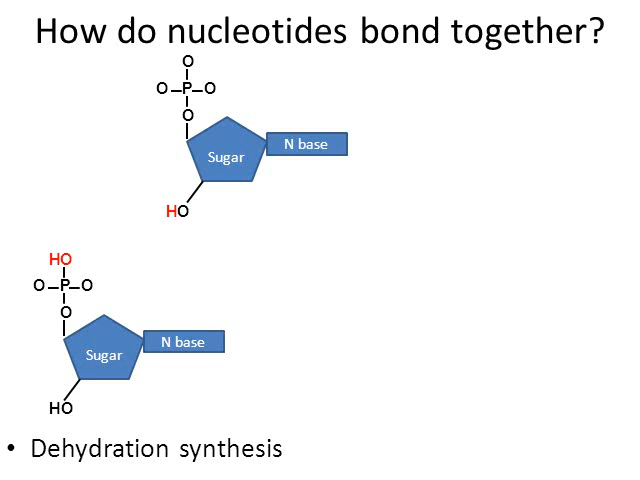 How do nucleotides bond together?
O
O–P–O
O
Sugar
N base
HO
HO
O–P–O
O
Sugar
N base
HO
• Dehydration synthesis